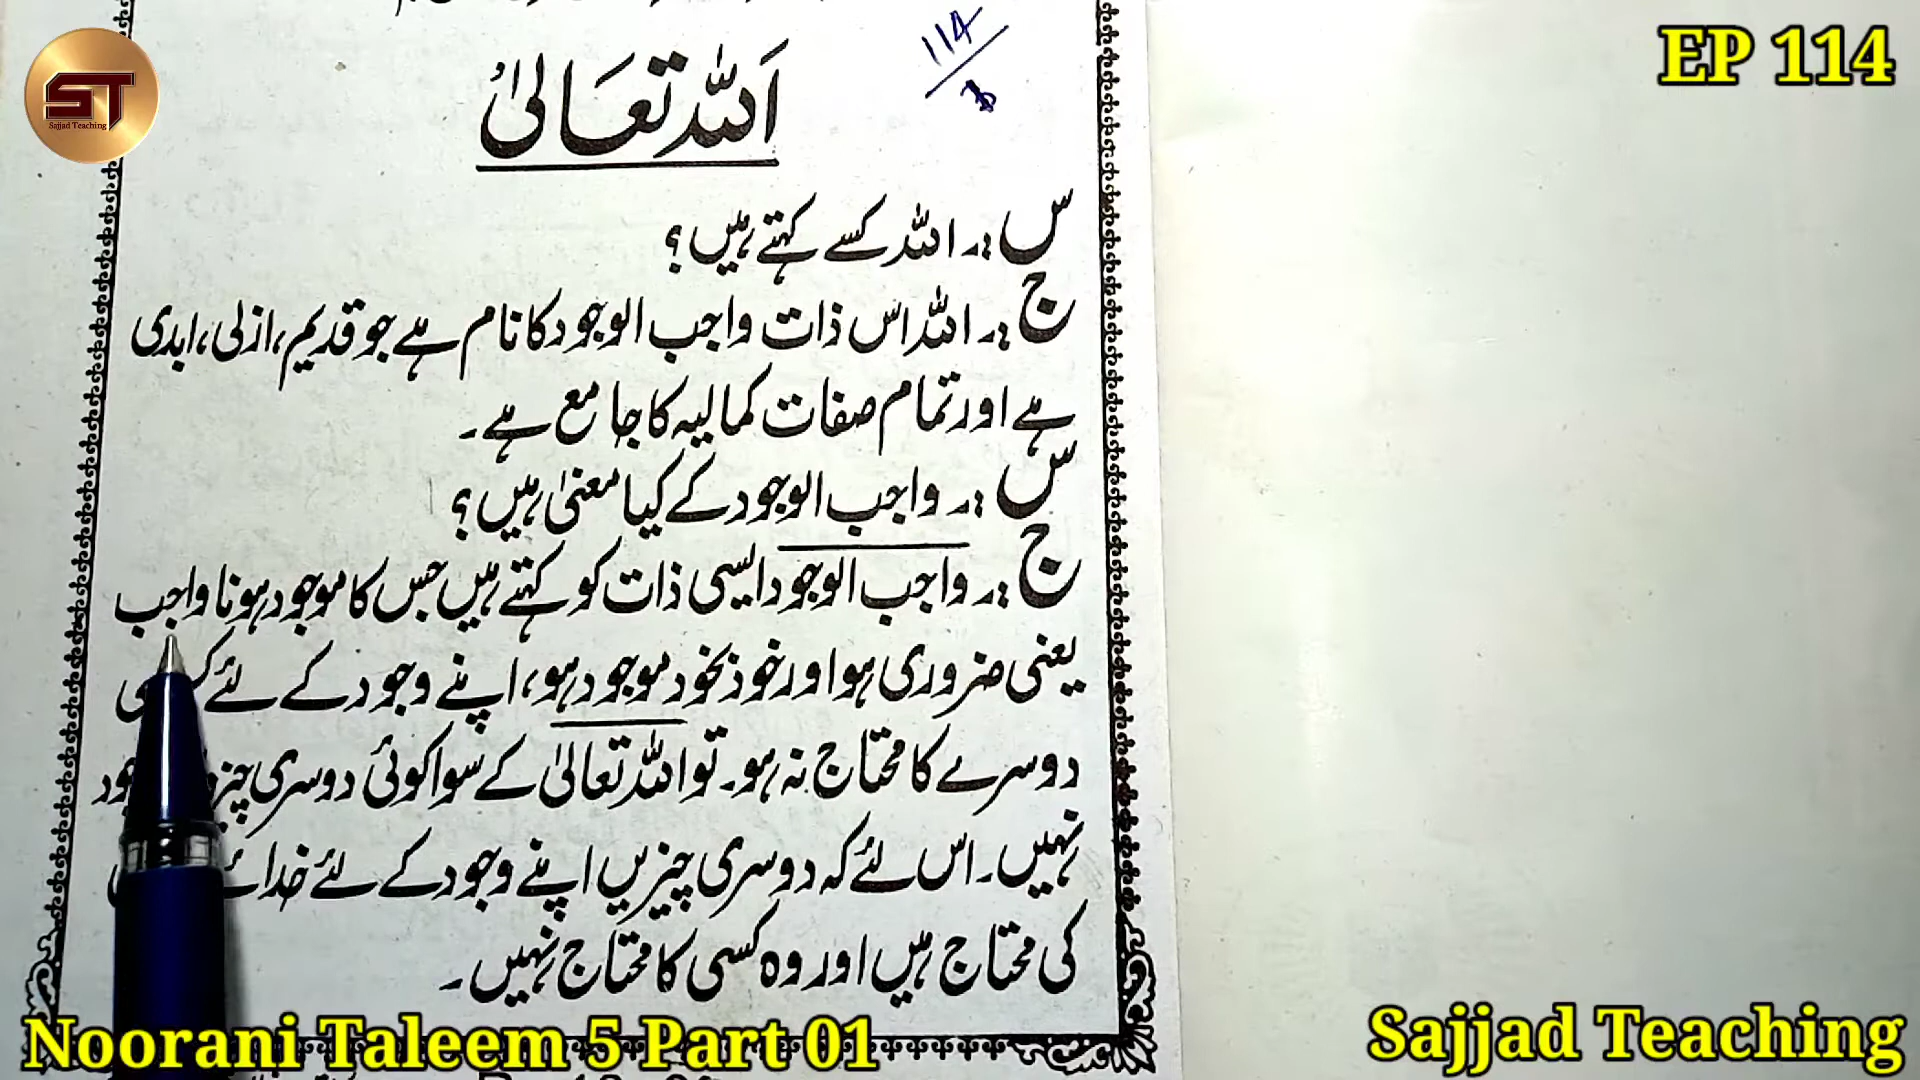 EP 114
ST
Sajjad Teaching
114
اَللہ تَعَالیٰ
س :۔ اللہ کسے کہتے ہیں؟
ج :۔ اللہ اس ذات واجب الوجود کا نام ہے جو قدیم، ازلی، ابدی
ہے اور تمام صفات کمالیہ کا جامع ہے۔
س :۔ واجب الوجود کے کیا معنیٰ ہیں؟
ج :۔ واجب الوجود ایسی ذات کو کہتے ہیں جس کا موجود ہونا واجب
یعنی ضروری ہو اور خود بخود موجود ہو، اپنے وجود کے لئے
دوسرے کا محتاج نہ ہو۔ تو اللہ تعالیٰ کے سوا کوئی دوسری
نہیں۔ اس لئے کہ دوسری چیزیں اپنے وجود کے لئے
کی محتاج ہیں اور وہ کسی کا محتاج نہیں۔
Noorani Taleem 5 Part 01
Sajjad Teaching